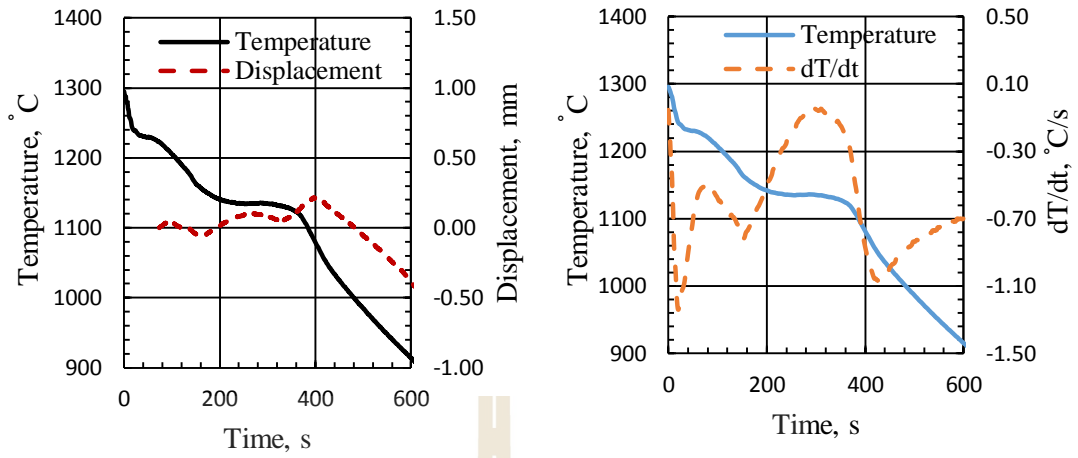 1400
1300
1200
1100
1000
900
Temperature, ˚C
Temperature
Displacement
1.50
1.00
0.50
0.00
-0.50
-1.00
Displacement, mm
0 200 400 600
Time, s
1400
1300
1200
1100
1000
900
Temperature, ˚C
Temperature
dT/dt
0.50
0.10
-0.30
-0.70
-1.10
-1.50
dT/dt, ˚C/s
0 200 400 600
Time, s